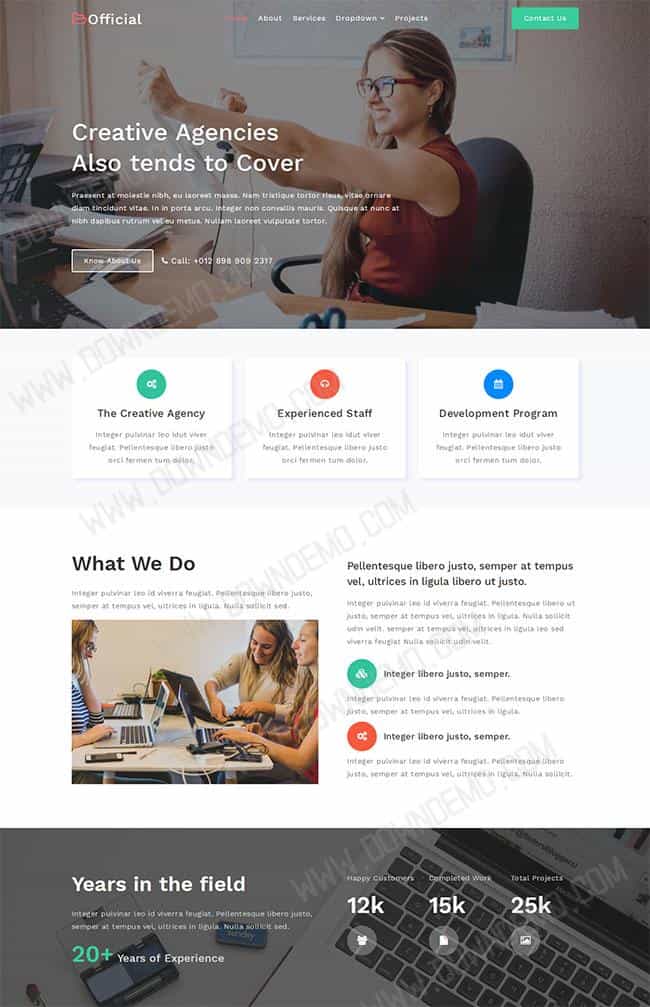 Official
Home
About
Services
Dropdown
Projects
Contact Us
Creative Agencies
Also tends to Cover
Praesent at molestie nibh, eu laoreet massa. Nam tristique tortor risus, vitae ornare
diam tincidunt vitae. In in porta arcu. Integer non convallis mauris. Quisque at nunc at
nibh dapibus rutrum vel eu metus. Nullam laoreet vulputate tortor.
Know About Us
Call: +012 898 909 2317
The Creative Agency
Integer pulvinar leo idut viver
feugiat. Pellentesque libero justo
orci fermen tum dolor.
Experienced Staff
Integer pulvinar leo idut viver
feugiat. Pellentesque libero justo
orci fermen tum dolor.
Development Program
Integer pulvinar leo idut viver
feugiat. Pellentesque libero justo
orci fermen tum dolor.
What We Do
Integer pulvinar leo id viverra feugiat. Pellentesque libero justo,
semper at tempus vel, ultrices in ligula. Nulla sollicit sed.
Pellentesque libero justo, semper at tempus
vel, ultrices in ligula libero ut justo.
Integer pulvinar leo id viverra feugiat. Pellentesque libero ut
justo, semper at tempus vel, ultrices in ligula. Nulla sollicit
udin velit. semper at tempus vel, ultrices in ligula leo sed
viverra feugiat Nulla sollicit udin velit.
Integer libero justo, semper.
Integer pulvinar leo id viverra feugiat. Pellentesque libero
justo, semper at tempus vel, ultrices in ligula.
Integer libero justo, semper.
Integer pulvinar leo id viverra feugiat. Pellentesque libero
justo, semper at tempus vel, ultrices in ligula. Nulla sollicit.
Years in the field
Integer pulvinar leo id viverra feugiat. Pellentesque libero justo,
semper at tempus vel, ultrices in ligula. Nulla sollicit sed.
20+ Years of Experience
Happy Customers
12k
Completed Work
15k
Total Projects
25k
WWW.DOWNDEMO.COM
WWW.DOWNDEMO.COM
WWW.DOWNDEMO.COM
WWW.DOWNDEMO.COM